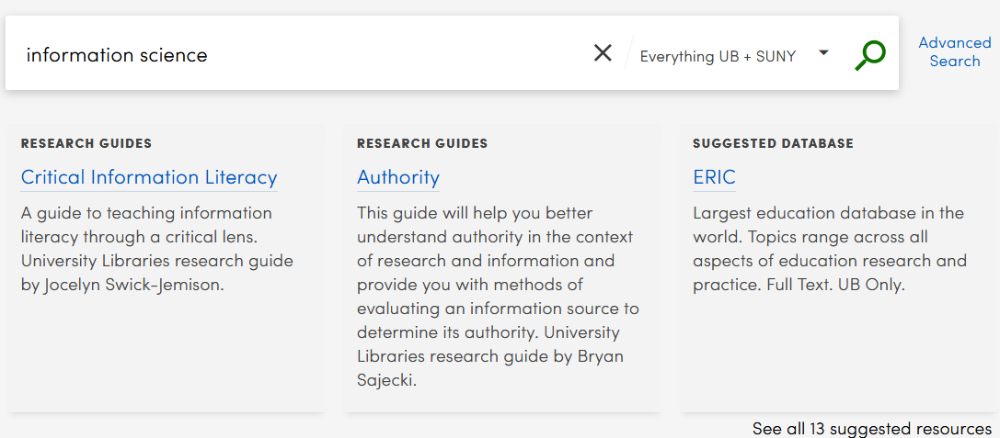 information science
Everything UB + SUNY
Advanced
Search
RESEARCH GUIDES
Critical Information Literacy
A guide to teaching information
literacy through a critical lens.
University Libraries research guide
by Jocelyn Swick-Jemison.
RESEARCH GUIDES
Authority
This guide will help you better
understand authority in the context
of research and information and
provide you with methods of
evaluating an information source to
determine its authority. University
Libraries research guide by Bryan
Sajecki.
SUGGESTED DATABASE
ERIC
Largest education database in the
world. Topics range across all
aspects of education research and
practice. Full Text. UB Only.
See all 13 suggested resources